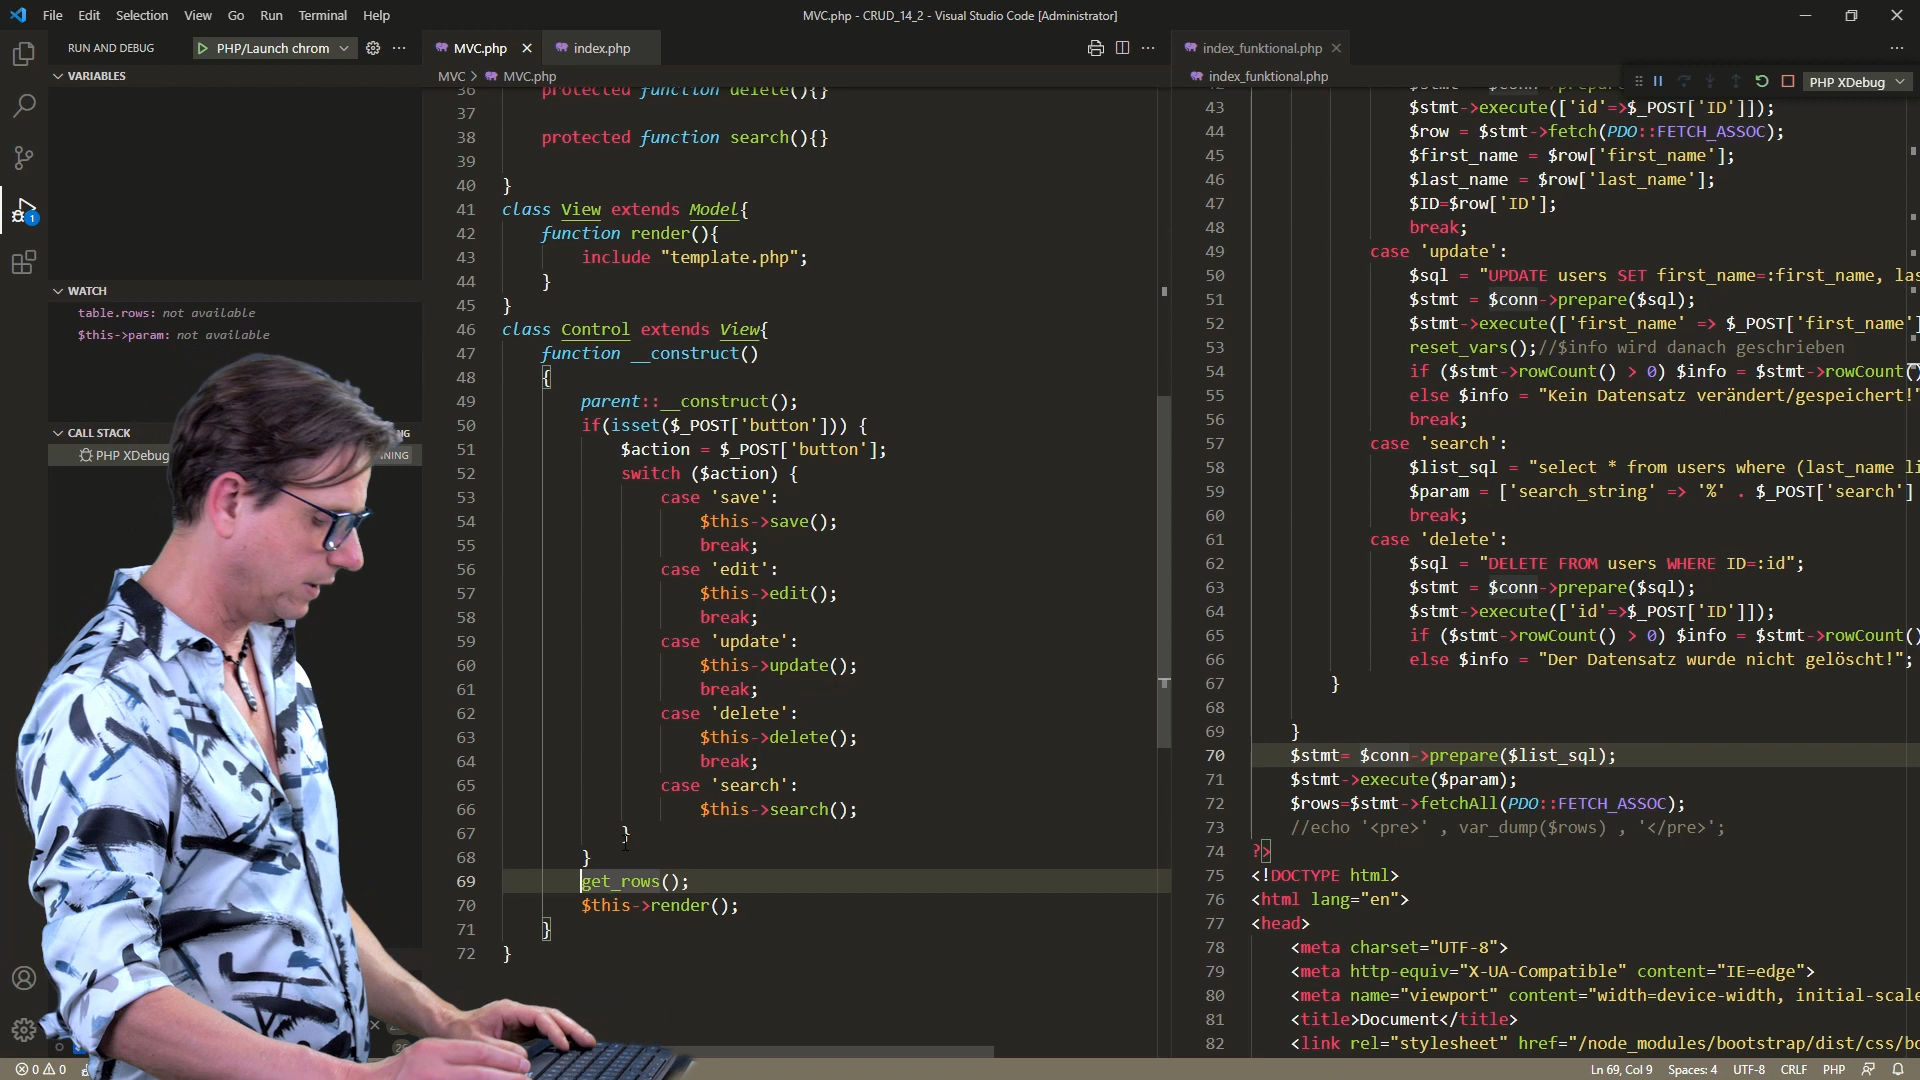 File Edit Selection View Go Run Terminal Help
MVC.php - CRUD_14_2 - Visual Studio Code [Administrator]
RUN AND DEBUG
PHP/Launch chrom
VARIABLES
WATCH
table.rows: not available
$this->param: not available
CALL STACK
PHP XDebug
MVC.php
index.php
MVC > MVC.php
36 protected function delete(){}
37
38 protected function search(){}
39
40 }
41 class View extends Model{
42 function render(){
43 include "template.php";
44 }
45 }
46 class Control extends View{
47 function __construct()
48 {
49 parent::__construct();
50 if(isset($_POST['button'])) {
51 $action = $_POST['button'];
52 switch ($action) {
53 case 'save':
54 $this->save();
55 break;
56 case 'edit':
57 $this->edit();
58 break;
59 case 'update':
60 $this->update();
61 break;
62 case 'delete':
63 $this->delete();
64 break;
65 case 'search':
66 $this->search();
67 }
68 }
69 get_rows();
70 $this->render();
71 }
72 }
index_funktional.php
index_funktional.php
PHP XDebug
43 $stmt->execute(['id'=>$_POST['ID']]);
44 $row = $stmt->fetch(PDO::FETCH_ASSOC);
45 $first_name = $row['first_name'];
46 $last_name = $row['last_name'];
47 $ID=$row['ID'];
48 break;
49 case 'update':
50 $sql = "UPDATE users SET first_name=:first_name, las
51 $stmt = $conn->prepare($sql);
52 $stmt->execute(['first_name' => $_POST['first_name']
53 reset_vars();//$info wird danach geschrieben
54 if ($stmt->rowCount() > 0) $info = $stmt->rowCount()
55 else $info = "Kein Datensatz verändert/gespeichert!"
56 break;
57 case 'search':
58 $list_sql = "select * from users where (last_name li
59 $param = ['search_string' => '%' . $_POST['search']
60 break;
61 case 'delete':
62 $sql = "DELETE FROM users WHERE ID=:id";
63 $stmt = $conn->prepare($sql);
64 $stmt->execute(['id'=>$_POST['ID']]);
65 if ($stmt->rowCount() > 0) $info = $stmt->rowCount()
66 else $info = "Der Datensatz wurde nicht gelöscht!";
67 }
68
69 }
70 $stmt= $conn->prepare($list_sql);
71 $stmt->execute($param);
72 $rows=$stmt->fetchAll(PDO::FETCH_ASSOC);
73 //echo '<pre>' , var_dump($rows) , '</pre>';
74 ?>
75 <!DOCTYPE html>
76 <html lang="en">
77 <head>
78 <meta charset="UTF-8">
79 <meta http-equiv="X-UA-Compatible" content="IE=edge">
80 <meta name="viewport" content="width=device-width, initial-scale
81 <title>Document</title>
82 <link rel="stylesheet" href="/node_modules/bootstrap/dist/css/bo
0 0
Ln 69, Col 9 Spaces: 4 UTF-8 CRLF PHP